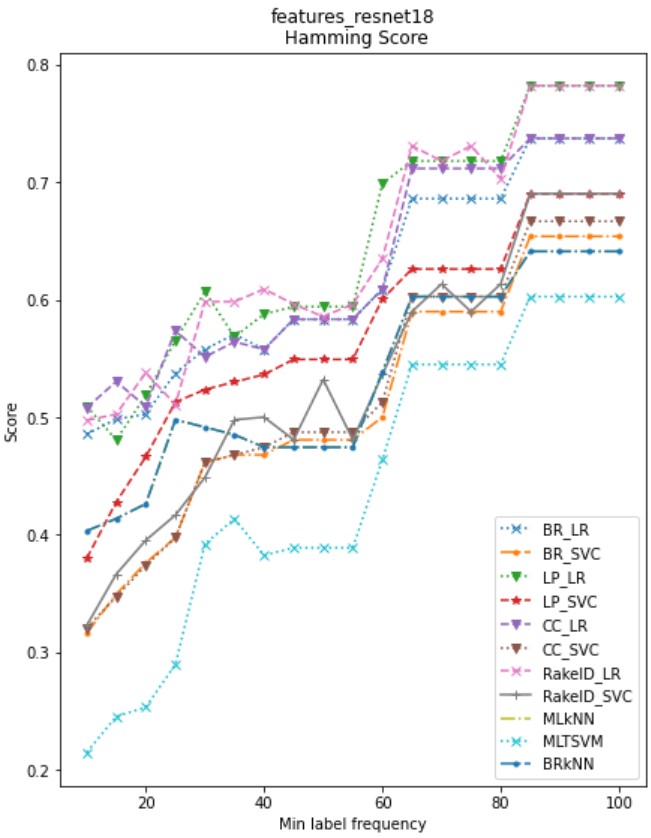 features_resnet18
Hamming Score
0.8
0.7
0.6
0.5
0.4
0.3
0.2
Score
20
40
60
80
100
Min label frequency
BR_LR
BR_SVC
LP_LR
LP_SVC
CC_LR
CC_SVC
RakelD_LR
RakelD_SVC
MLkNN
MLTSVM
BRkNN